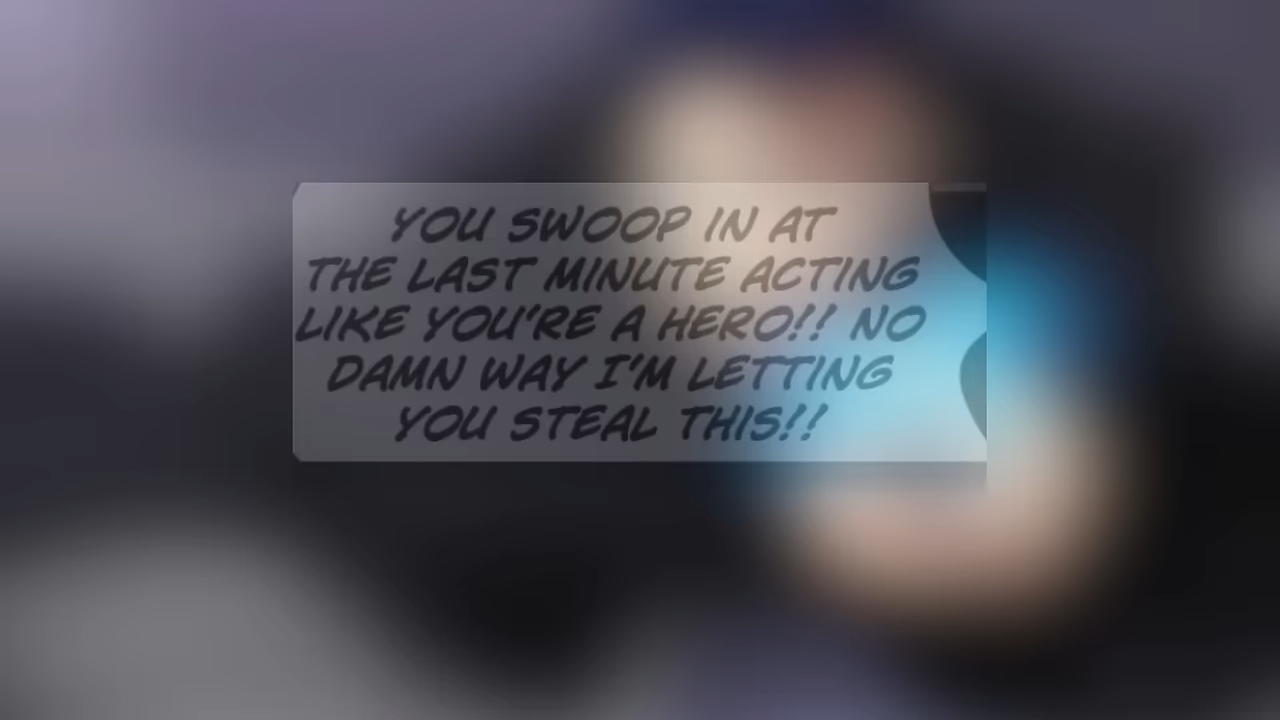 YOU SWOOP IN AT
THE LAST MINUTE ACTING
LIKE YOU'RE A HERO!! NO
DAMN WAY I'M LETTING
YOU STEAL THIS!!